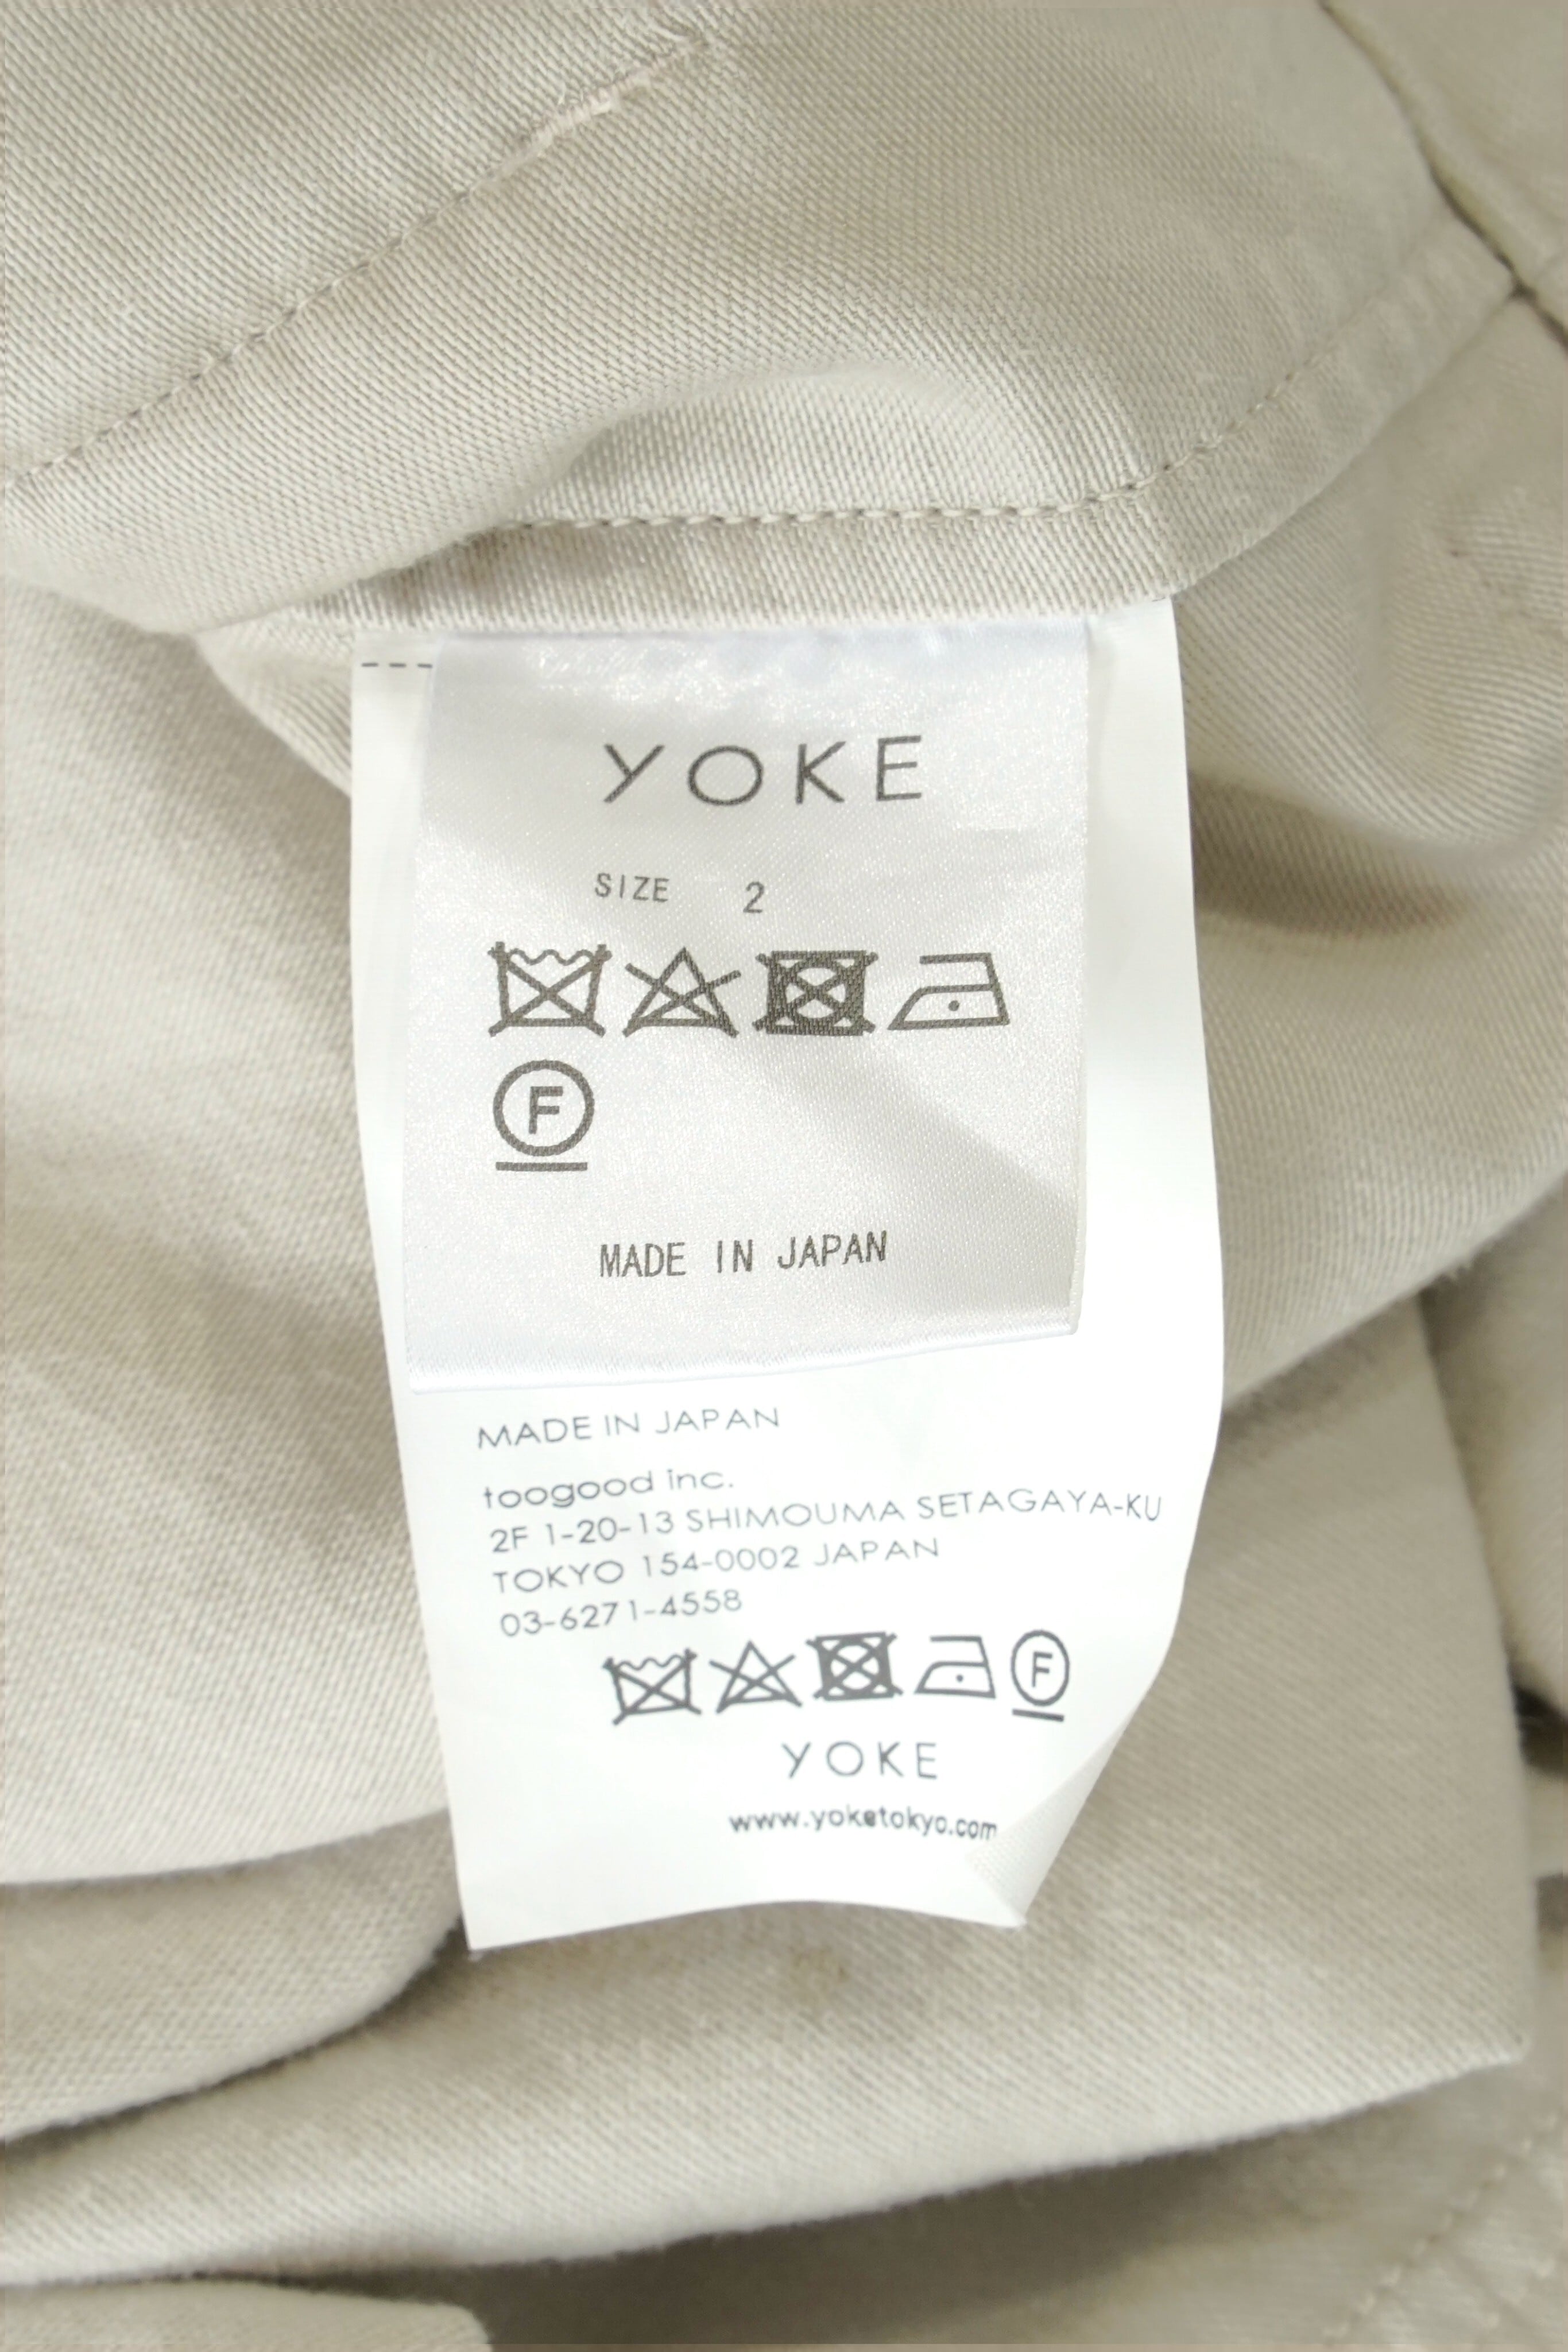 YOKE
SIZE 2
F
MADE IN JAPAN
MADE IN JAPAN
toogood inc.
2F 1-20-13 SHIMOUMA SETAGAYA-KU
TOKYO 154-0002 JAPAN
03-6271-4558
F
YOKE
www.yoketokyo.com